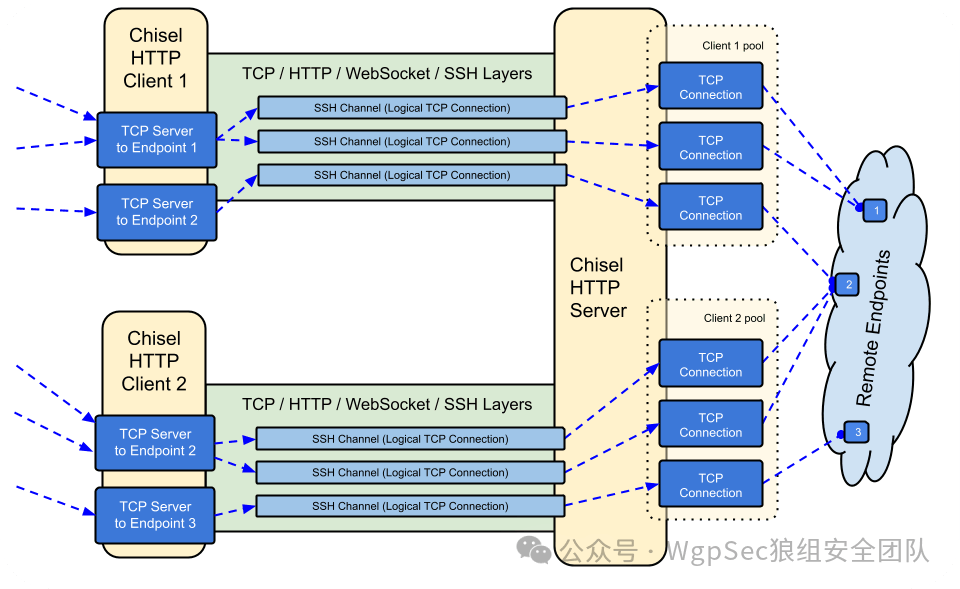 Chisel
HTTP
Client 1
TCP Server
to Endpoint 1
TCP Server
to Endpoint 2
TCP / HTTP / WebSocket / SSH Layers
SSH Channel (Logical TCP Connection)
SSH Channel (Logical TCP Connection)
SSH Channel (Logical TCP Connection)
Chisel
HTTP
Server
Client 1 pool
TCP
Connection
TCP
Connection
TCP
Connection
1
2
3
Remote Endpoints
Chisel
HTTP
Client 2
TCP Server
to Endpoint 2
TCP Server
to Endpoint 3
TCP / HTTP / WebSocket / SSH Layers
SSH Channel (Logical TCP Connection)
SSH Channel (Logical TCP Connection)
SSH Channel (Logical TCP Connection)
Client 2 pool
TCP
Connection
TCP
Connection
TCP
Connection
公众号 · WgpSec狼组安全团队